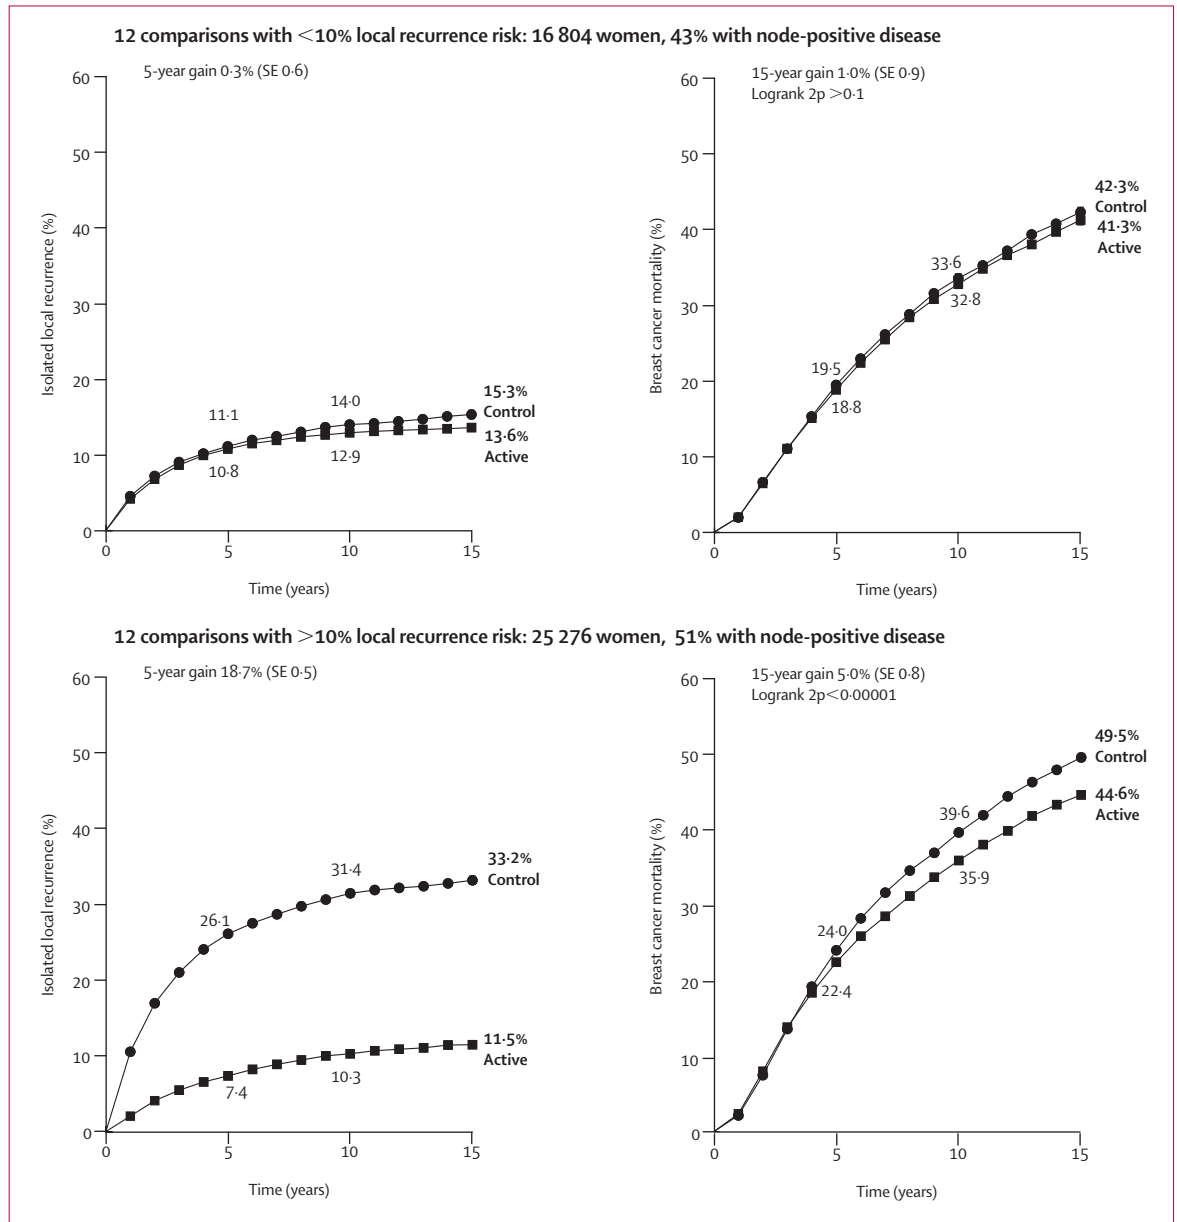 12 comparisons with <10% local recurrence risk: 16 804 women, 43% with node-positive disease
5-year gain 0·3% (SE 0·6)
60
50
40
30
20
10
0
Isolated local recurrence (%)
11·1
14·0
10·8
12·9
15·3%
Control
13·6%
Active
0
5
10
15
Time (years)
15-year gain 1·0% (SE 0·9)
Logrank 2p >0·1
60
50
40
30
20
10
0
Breast cancer mortality (%)
19·5
18·8
33·6
32·8
42·3%
Control
41·3%
Active
0
5
10
15
Time (years)
12 comparisons with >10% local recurrence risk: 25 276 women, 51% with node-positive disease
5-year gain 18·7% (SE 0·5)
60
50
40
30
20
10
0
Isolated local recurrence (%)
26·1
31·4
7·4
10·3
33·2%
Control
11·5%
Active
0
5
10
15
Time (years)
15-year gain 5·0% (SE 0·8)
Logrank 2p<0·00001
60
50
40
30
20
10
0
Breast cancer mortality (%)
24·0
22·4
39·6
35·9
49·5%
Control
44·6%
Active
0
5
10
15
Time (years)